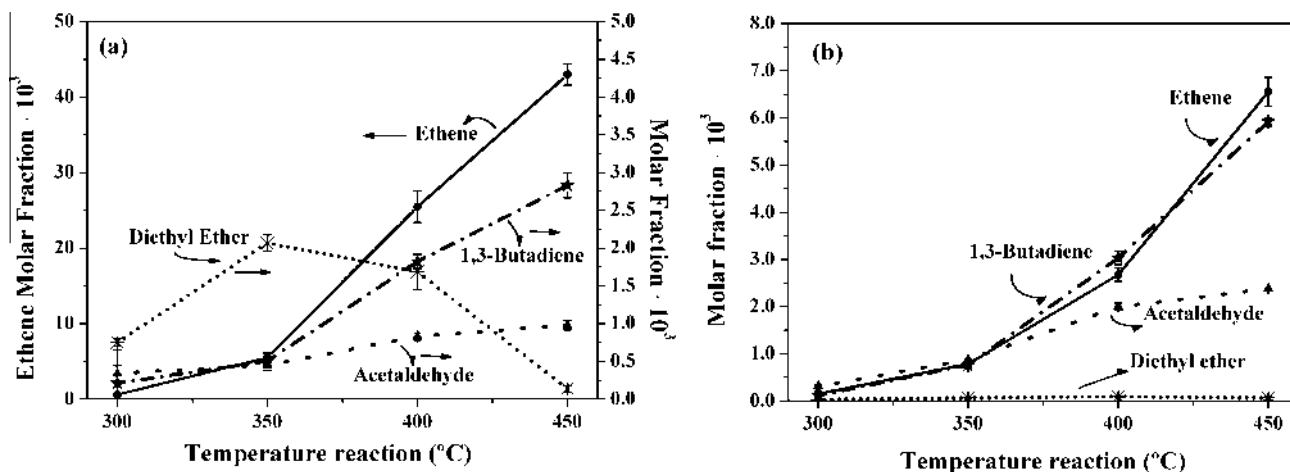 (a)
50
40
30
20
10
0
Ethene Molar Fraction · 10³
5.0
4.5
4.0
3.5
3.0
2.5
2.0
1.5
1.0
0.5
0.0
Molar Fraction · 10³
Ethene
Diethyl Ether
1,3-Butadiene
Acetaldehyde
300 350 400 450
Temperature reaction (ºC)
(b)
8.0
7.0
6.0
5.0
4.0
3.0
2.0
1.0
0.0
Molar fraction · 10³
Ethene
1,3-Butadiene
Acetaldehyde
Diethyl ether
300 350 400 450
Temperature reaction (ºC)